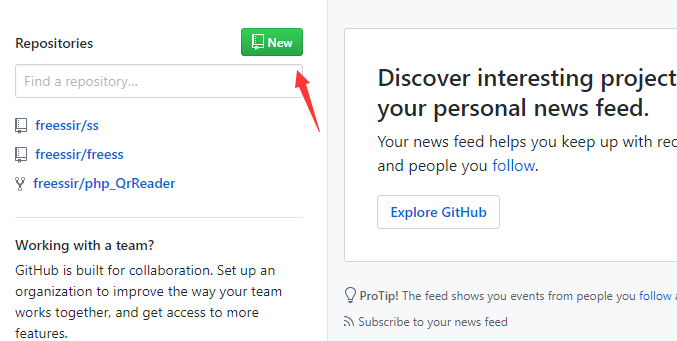 Repositories
New
Find a repository...
freessir/ss
freessir/freess
freessir/php_QrReader
Working with a team?
GitHub is built for collaboration. Set up an
organization to improve the way your team
works together, and get access to more
features.
Discover interesting project
your personal news feed.
Your news feed helps you keep up with rec
and people you follow.
Explore GitHub
ProTip! The feed shows you events from people you follow a
Subscribe to your news feed